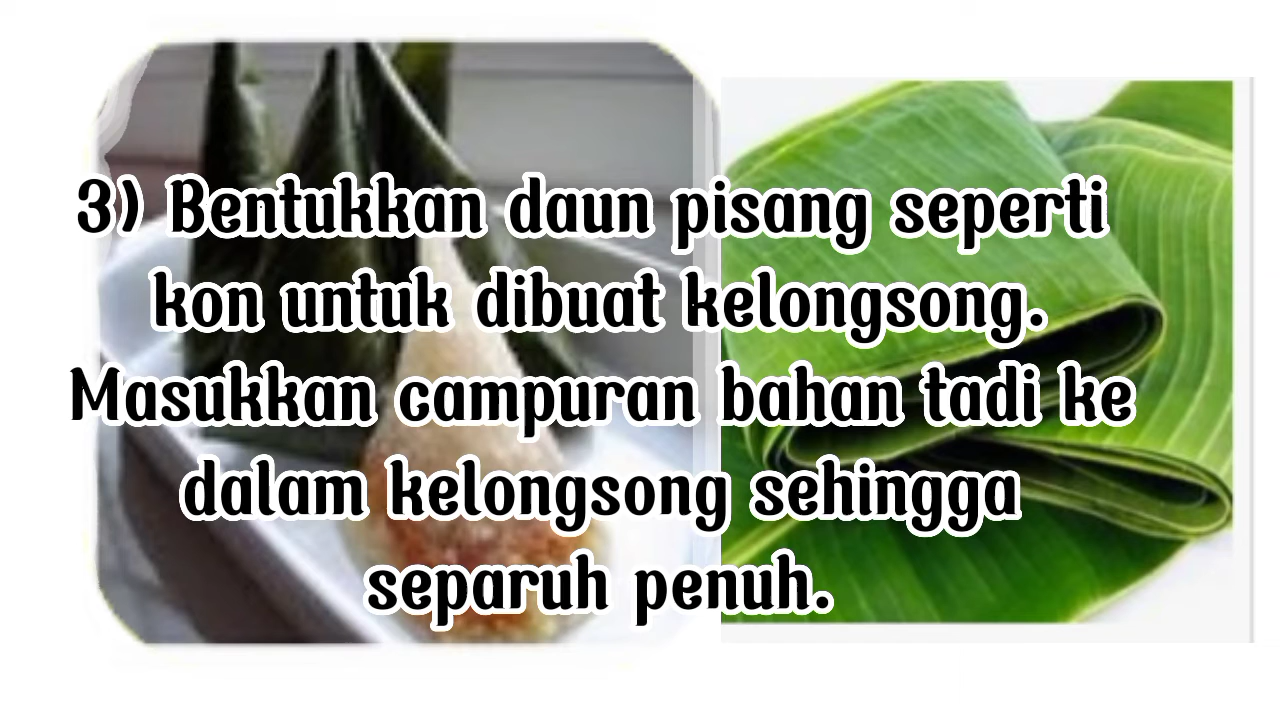 3) Bentukkan daun pisang seperti
kon untuk dibuat kelongsong.
Masukkan campuran bahan tadi ke
dalam kelongsong sehingga
separuh penuh.